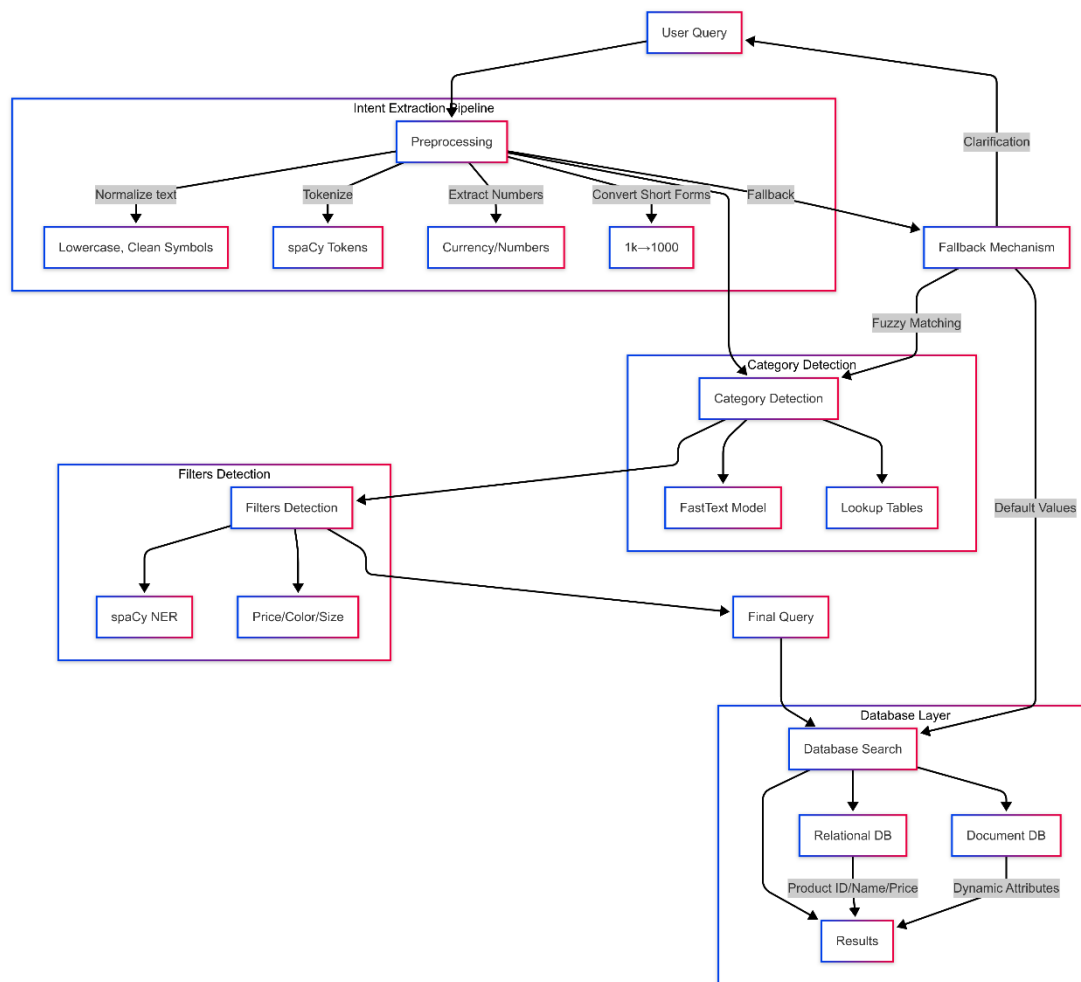 User Query
Intent Extraction Pipeline
Preprocessing
Clarification
Normalize text
Tokenize
Extract Numbers
Convert Short Forms
Fallback
Lowercase, Clean Symbols
spaCy Tokens
Currency/Numbers
1k→1000
Fallback Mechanism
Fuzzy Matching
Category Detection
Category Detection
Filters Detection
Filters Detection
FastText Model
Lookup Tables
Default Values
spaCy NER
Price/Color/Size
Final Query
Database Layer
Database Search
Relational DB
Document DB
Product ID/Name/Price
Dynamic Attributes
Results